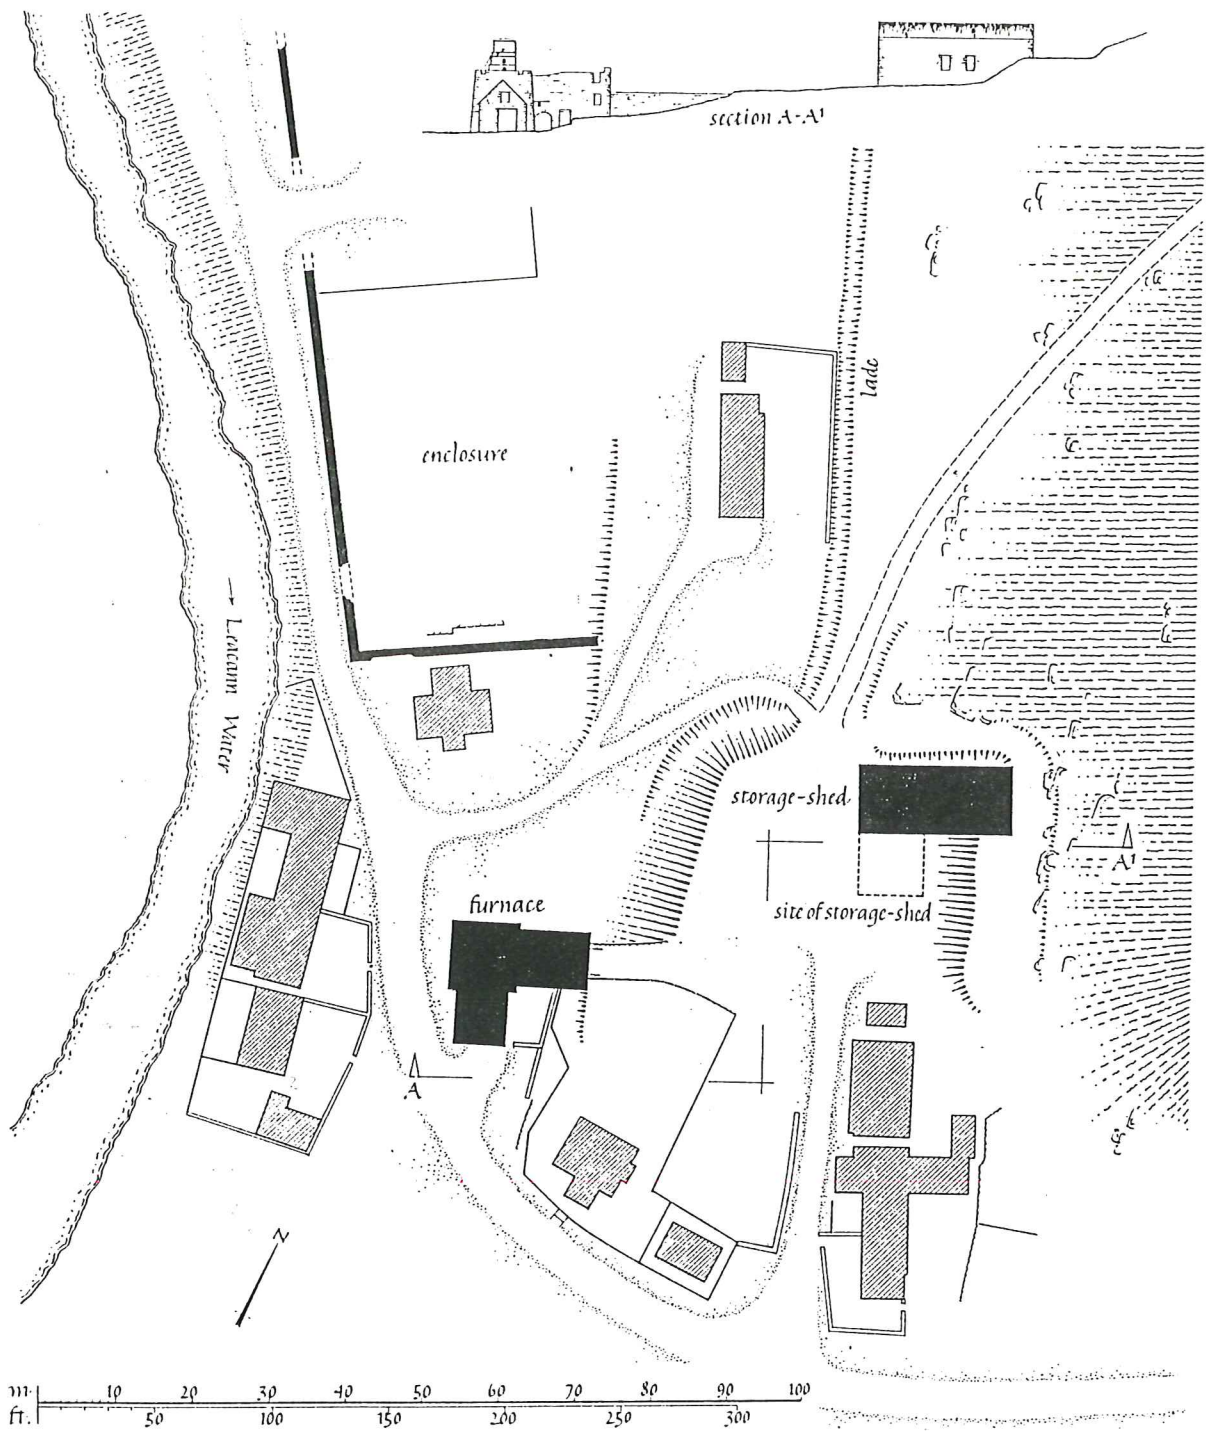 section A-A¹
lade
enclosure
→ Leacann Water
storage-shed
A¹
site of storage-shed
furnace
A
N
m. 10 20 30 40 50 60 70 80 90 100
ft. 50 100 150 200 250 300